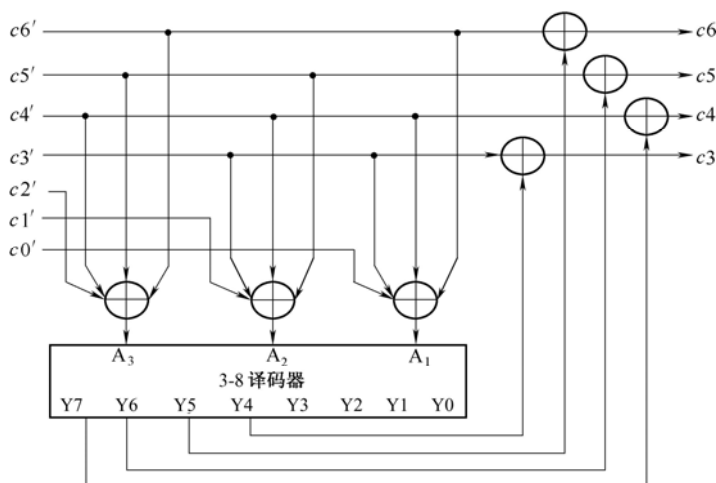 c6′ c6
c5′ c5
c4′ c4
c3′ c3
c2′
c1′
c0′
A₃ A₂ A₁
3-8 译码器
Y7 Y6 Y5 Y4 Y3 Y2 Y1 Y0